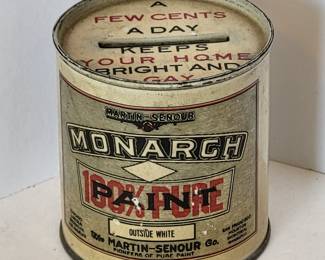 A
FEW CENTS
A DAY
KEEPS
YOUR HOME
BRIGHT AND
GAY
MARTIN-SENOUR
MONARCH
100% PURE
PAINT
OUTSIDE WHITE
The MARTIN-SENOUR Co.
PIONEERS OF PURE PAINT